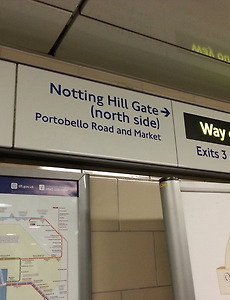 Notting Hill Gate →
(north side)
Portobello Road and Market
Way
Exits 3